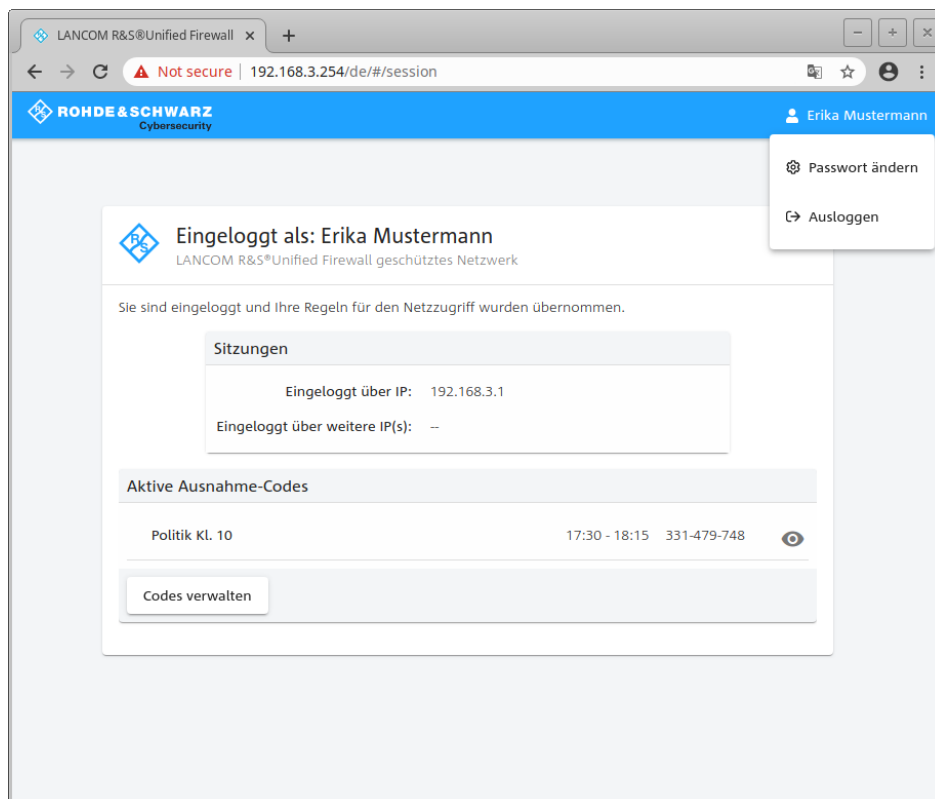 LANCOM R&S®Unified Firewall
Not secure | 192.168.3.254/de/#/session
R&S ROHDE&SCHWARZ
Cybersecurity
Erika Mustermann
Passwort ändern
Ausloggen
R&S
Eingeloggt als: Erika Mustermann
LANCOM R&S®Unified Firewall geschütztes Netzwerk
Sie sind eingeloggt und Ihre Regeln für den Netzzugriff wurden übernommen.
Sitzungen
Eingeloggt über IP: 192.168.3.1
Eingeloggt über weitere IP(s): --
Aktive Ausnahme-Codes
Politik Kl. 10 17:30 - 18:15 331-479-748
Codes verwalten